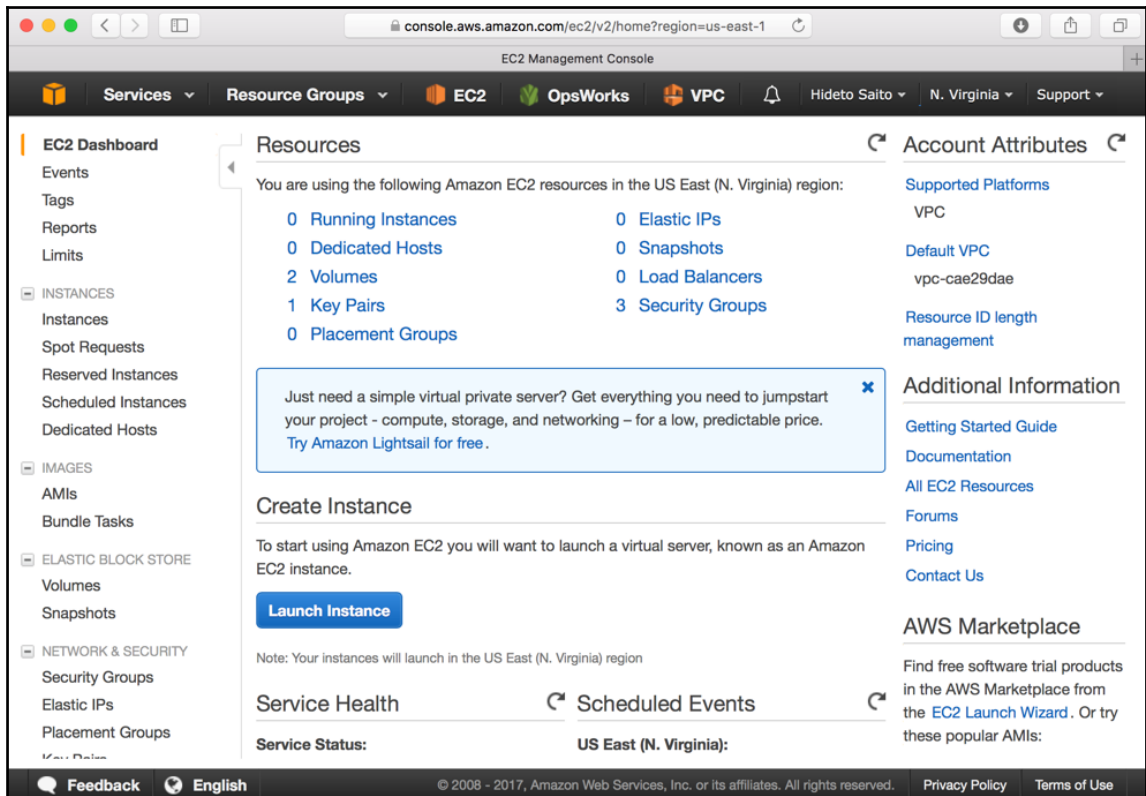 console.aws.amazon.com/ec2/v2/home?region=us-east-1
EC2 Management Console
Services
Resource Groups
EC2
OpsWorks
VPC
Hideto Saito
N. Virginia
Support
EC2 Dashboard
Events
Tags
Reports
Limits
INSTANCES
Instances
Spot Requests
Reserved Instances
Scheduled Instances
Dedicated Hosts
IMAGES
AMIs
Bundle Tasks
ELASTIC BLOCK STORE
Volumes
Snapshots
NETWORK & SECURITY
Security Groups
Elastic IPs
Placement Groups
Key Pairs
Resources
You are using the following Amazon EC2 resources in the US East (N. Virginia) region:
0 Running Instances
0 Elastic IPs
0 Dedicated Hosts
0 Snapshots
2 Volumes
0 Load Balancers
1 Key Pairs
3 Security Groups
0 Placement Groups
Just need a simple virtual private server? Get everything you need to jumpstart
your project - compute, storage, and networking – for a low, predictable price.
Try Amazon Lightsail for free.
Create Instance
To start using Amazon EC2 you will want to launch a virtual server, known as an Amazon
EC2 instance.
Launch Instance
Note: Your instances will launch in the US East (N. Virginia) region
Service Health
Service Status:
Scheduled Events
US East (N. Virginia):
Account Attributes
Supported Platforms
VPC
Default VPC
vpc-cae29dae
Resource ID length
management
Additional Information
Getting Started Guide
Documentation
All EC2 Resources
Forums
Pricing
Contact Us
AWS Marketplace
Find free software trial products
in the AWS Marketplace from
the EC2 Launch Wizard. Or try
these popular AMIs:
Feedback
English
© 2008 - 2017, Amazon Web Services, Inc. or its affiliates. All rights reserved.
Privacy Policy
Terms of Use